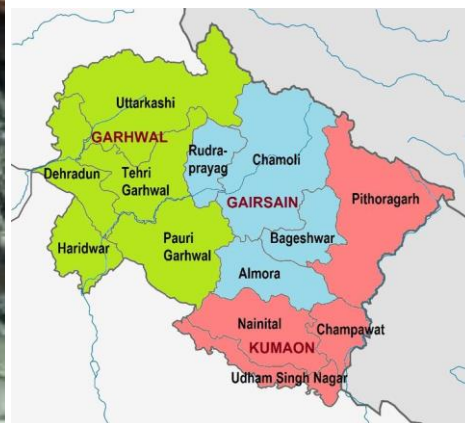 Uttarkashi
GARHWAL
Rudra-
prayag
Chamoli
Dehradun
Tehri
Garhwal
Pithoragarh
GAIRSAIN
Haridwar
Pauri
Garhwal
Bageshwar
Almora
Nainital
Champawat
KUMAON
Udham Singh Nagar